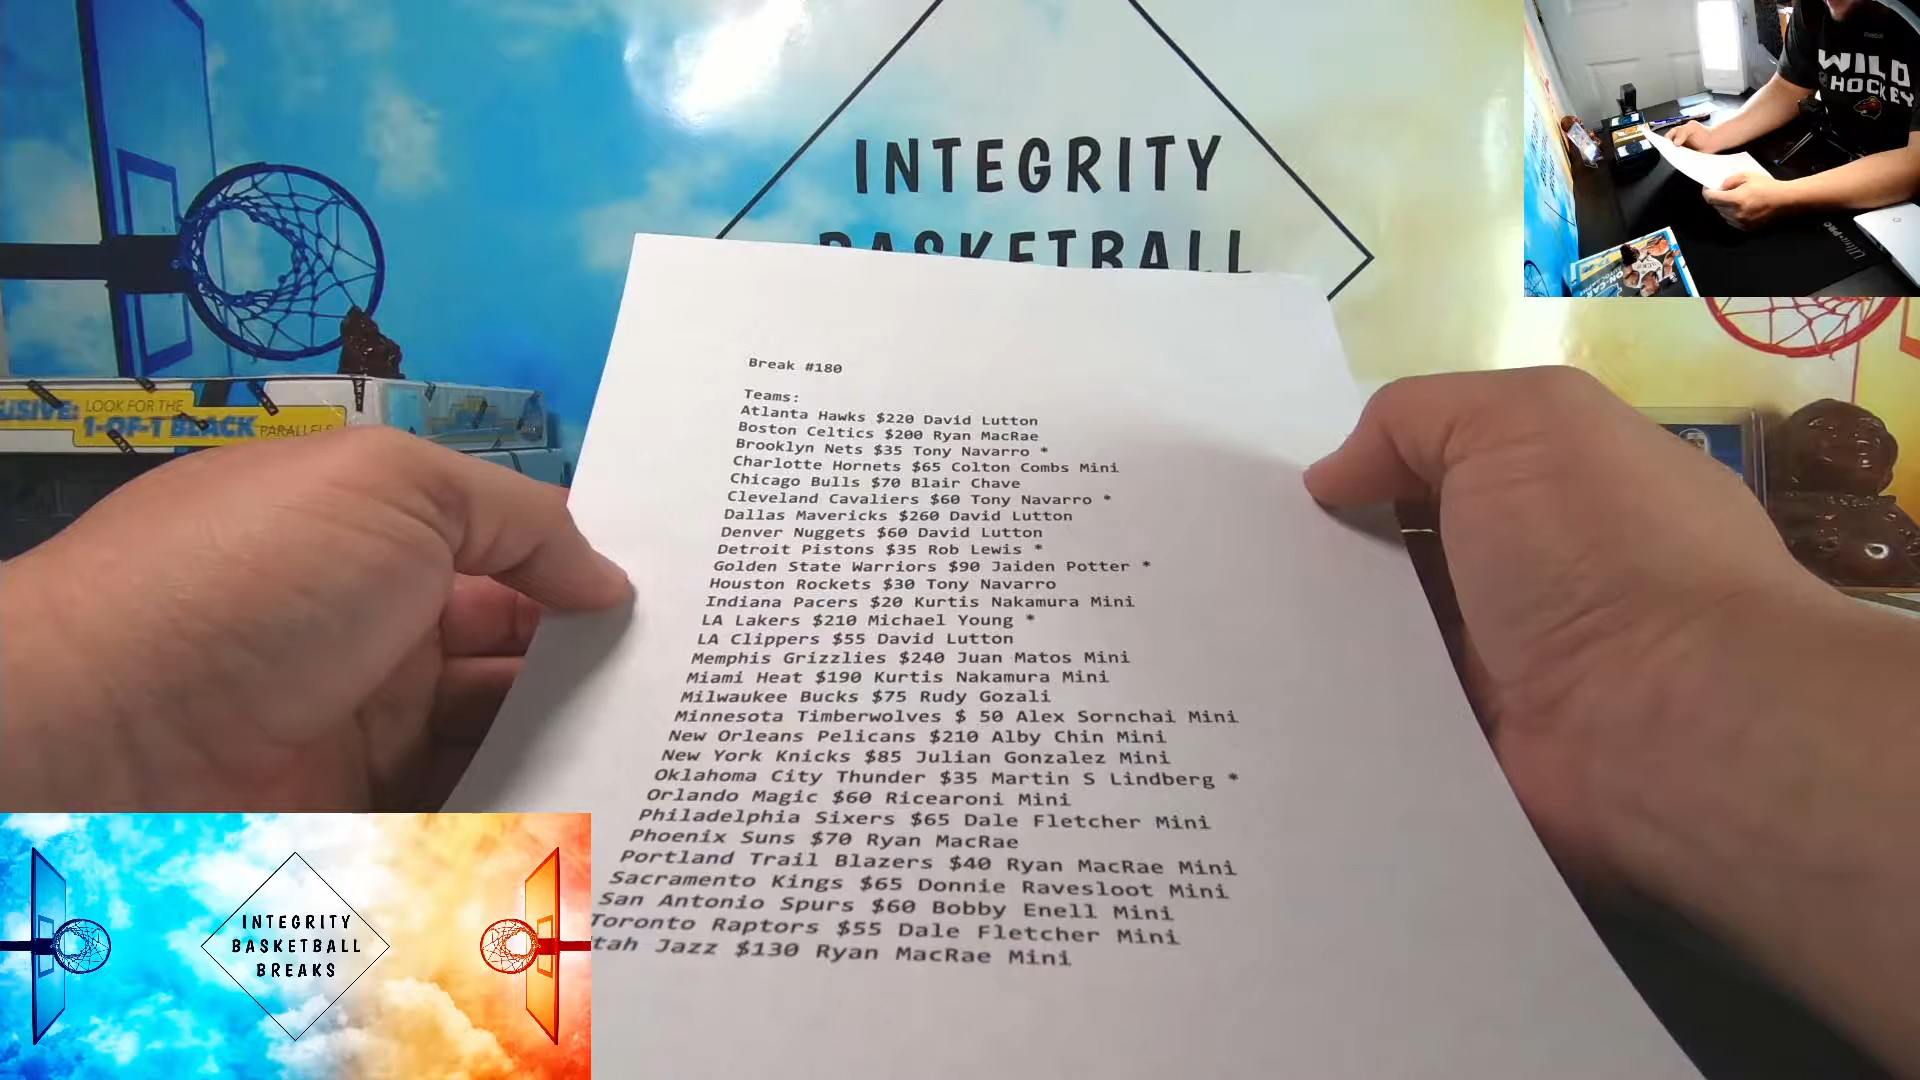 INTEGRITY
BASKETBALL
WILD
HOCKEY
LOOK FOR THE
1-OF-1 BLACK PARALLELS
Break #180
Teams:
Atlanta Hawks $220 David Lutton
Boston Celtics $200 Ryan MacRae
Brooklyn Nets $35 Tony Navarro *
Charlotte Hornets $65 Colton Combs Mini
Chicago Bulls $70 Blair Chave
Cleveland Cavaliers $60 Tony Navarro *
Dallas Mavericks $260 David Lutton
Denver Nuggets $60 David Lutton
Detroit Pistons $35 Rob Lewis *
Golden State Warriors $90 Jaiden Potter *
Houston Rockets $30 Tony Navarro
Indiana Pacers $20 Kurtis Nakamura Mini
LA Lakers $210 Michael Young *
LA Clippers $55 David Lutton
Memphis Grizzlies $240 Juan Matos Mini
Miami Heat $190 Kurtis Nakamura Mini
Milwaukee Bucks $75 Rudy Gozali
Minnesota Timberwolves $ 50 Alex Sornchai Mini
New Orleans Pelicans $210 Alby Chin Mini
New York Knicks $85 Julian Gonzalez Mini
Oklahoma City Thunder $35 Martin S Lindberg *
Orlando Magic $60 Ricearoni Mini
Philadelphia Sixers $65 Dale Fletcher Mini
Phoenix Suns $70 Ryan MacRae
Portland Trail Blazers $40 Ryan MacRae Mini
Sacramento Kings $65 Donnie Ravesloot Mini
San Antonio Spurs $60 Bobby Enell Mini
Toronto Raptors $55 Dale Fletcher Mini
tah Jazz $130 Ryan MacRae Mini
INTEGRITY
BASKETBALL
BREAKS